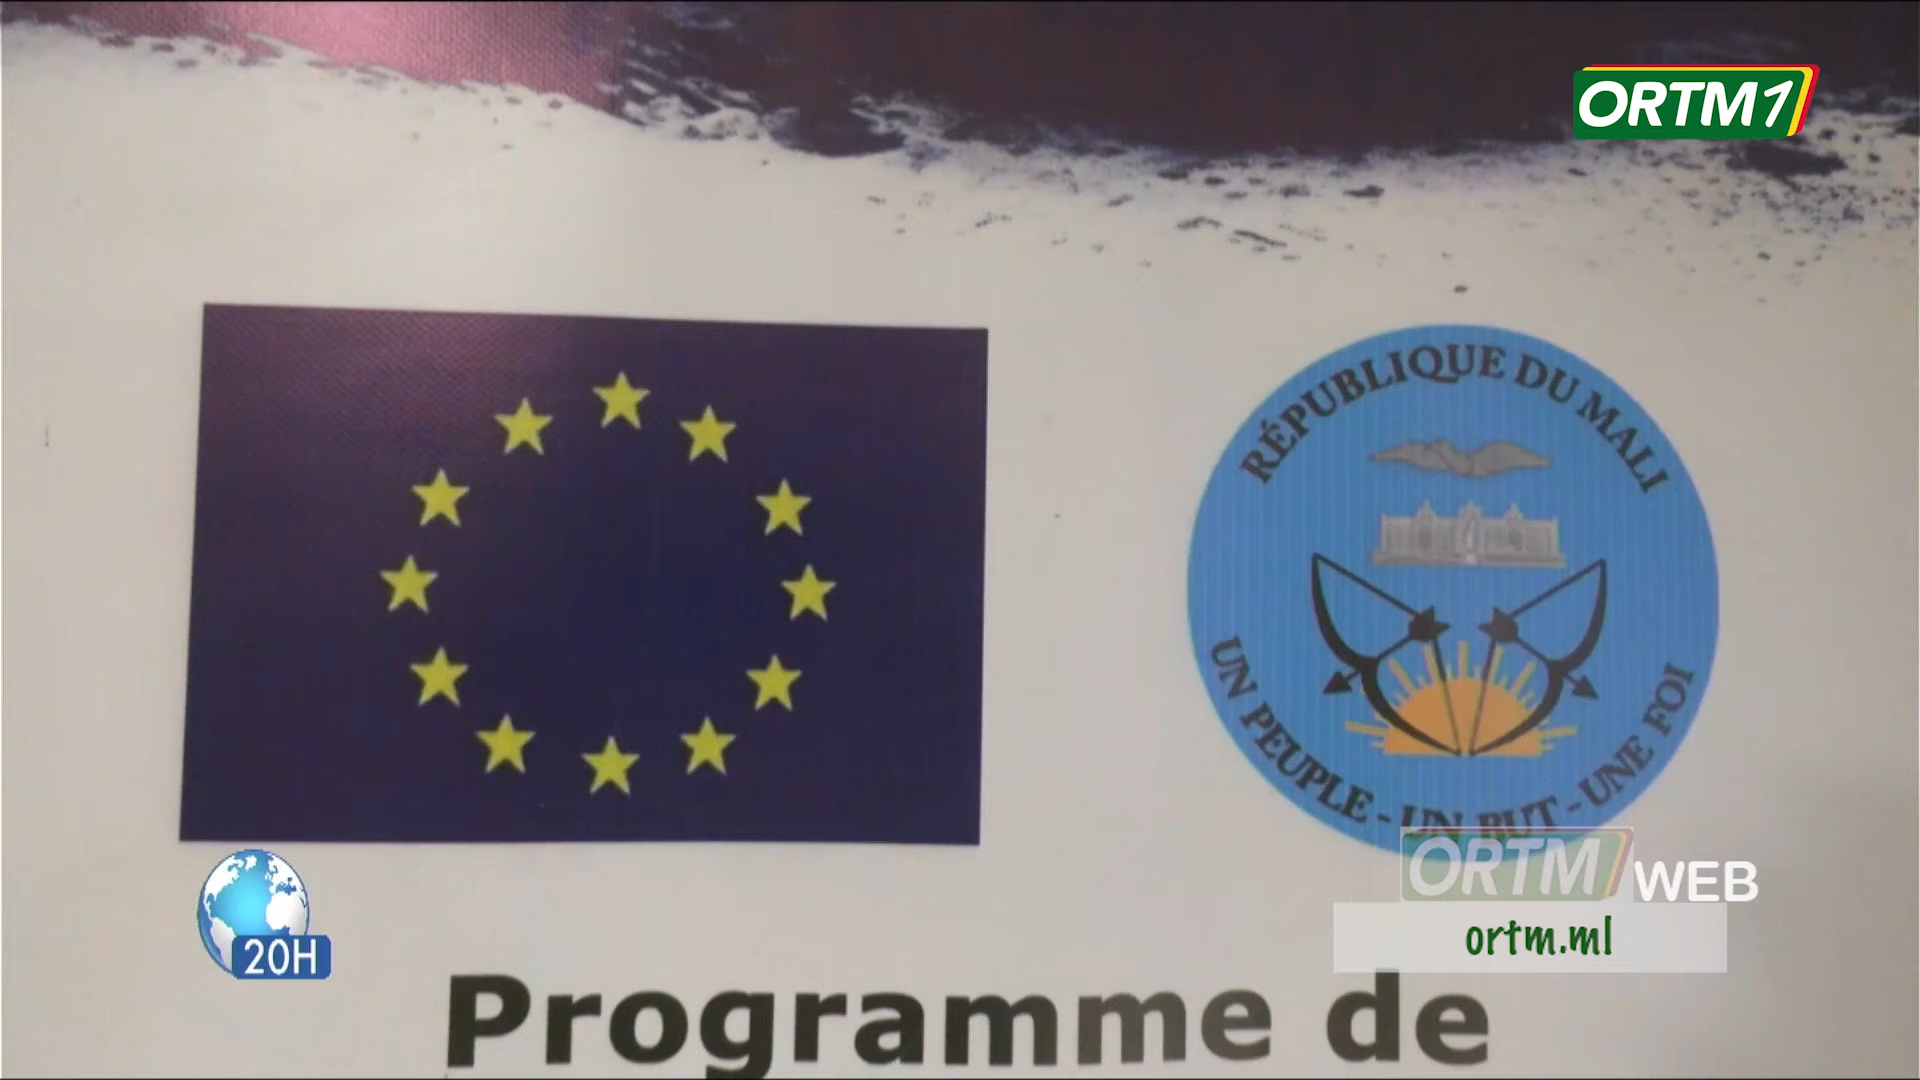 ORTM1
RÉPUBLIQUE DU MALI
UN PEUPLE - UN BUT - UNE FOI
ORTM WEB
ortm.ml
20H
Programme de